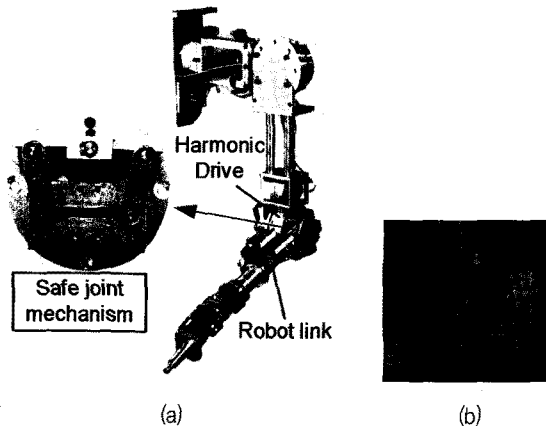 Harmonic
Drive
Safe joint
mechanism
Robot link
(a)
(b)